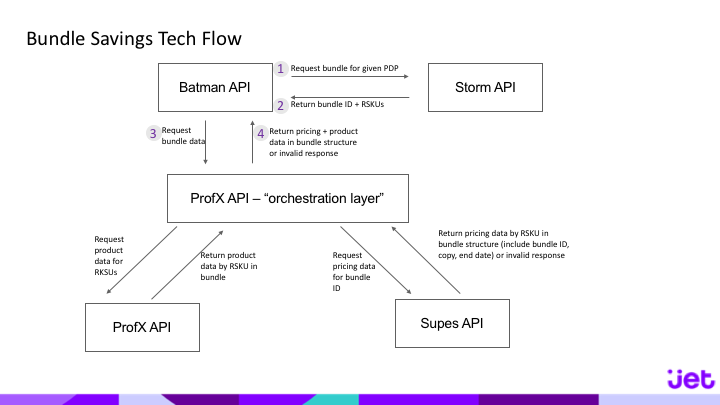 Bundle Savings Tech Flow
Batman API
1 Request bundle for given PDP
2 Return bundle ID + RSKUs
Storm API
3 Request
bundle data
4 Return pricing + product
data in bundle structure
or invalid response
ProfX API – “orchestration layer”
Request
product
data for
RKSUs
Return product
data by RSKU in
bundle
Request
pricing data
for bundle
ID
Return pricing data by RSKU in
bundle structure (include bundle ID,
copy, end date) or invalid response
ProfX API
Supes API
jet